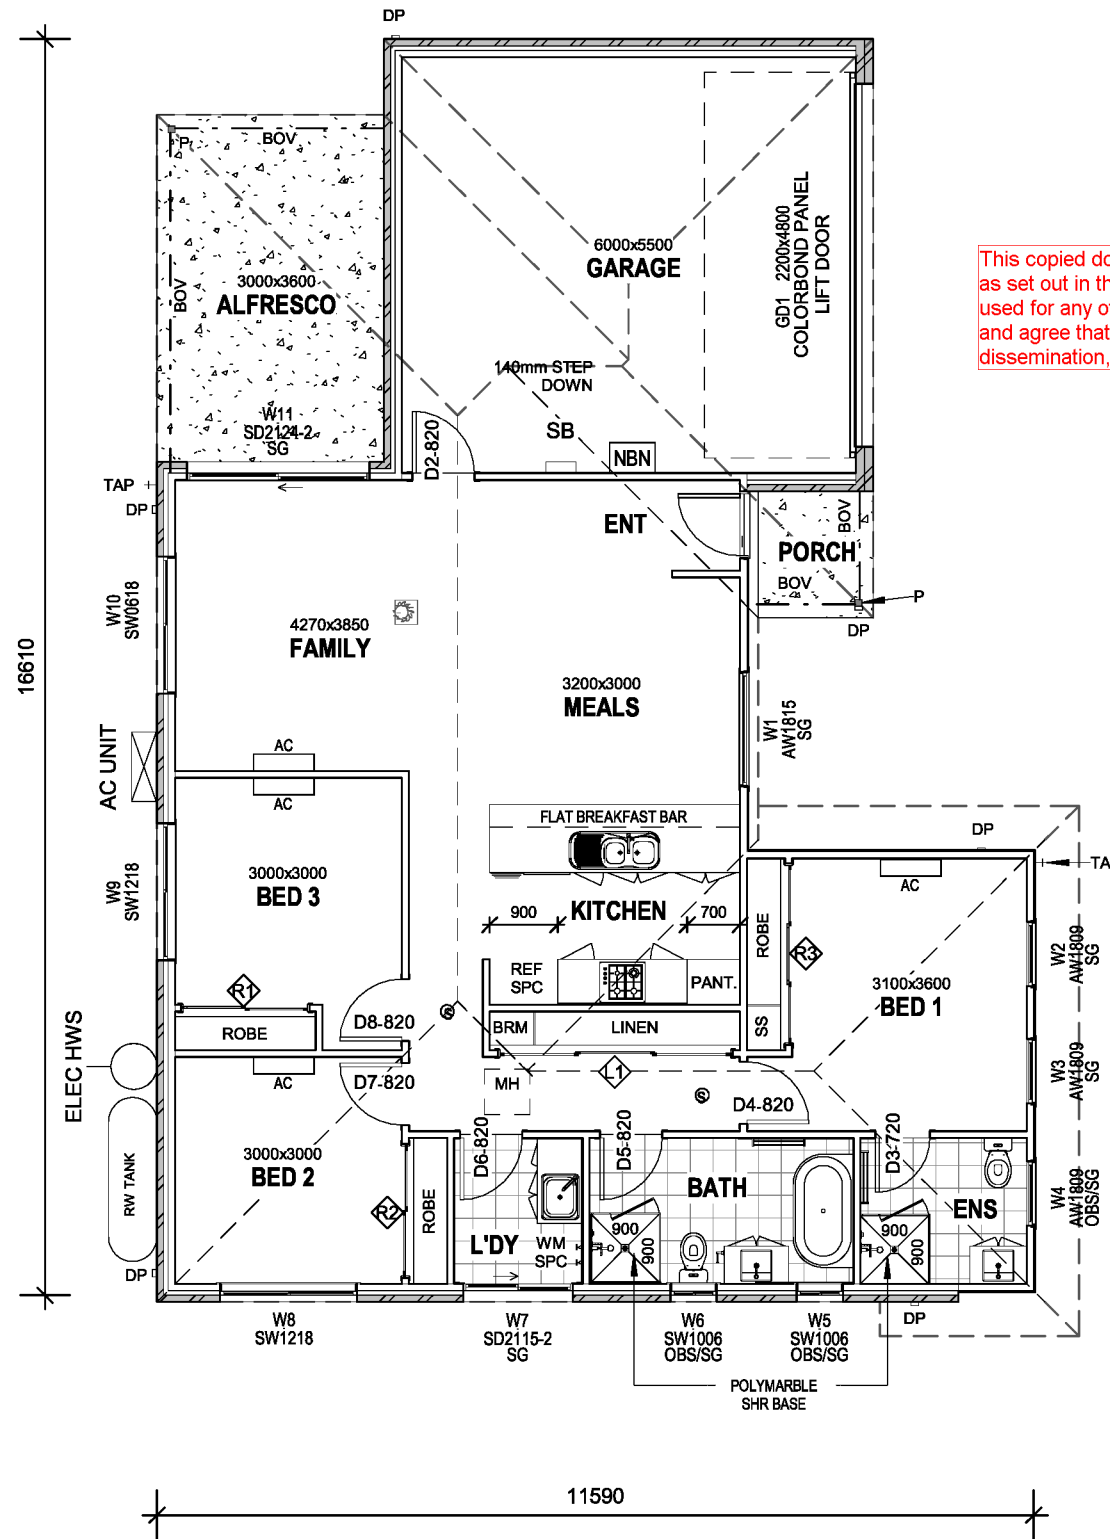 DP
BOV
P
BOV
3000x3600
ALFRESCO
6000x5500
GARAGE
GD1 2200x4800
COLORBOND PANEL
LIFT DOOR
This copied do
as set out in th
used for any o
and agree that
dissemination,
140mm STEP
DOWN
SB
NBN
D2-820
W11
SD2124-2
SG
TAP
DP
ENT
PORCH
BOV
BOV
P
DP
16610
W10
SW0618
4270x3850
FAMILY
3200x3000
MEALS
W1
AW1815
SG
AC UNIT
AC
AC
FLAT BREAKFAST BAR
DP
TA
W9
SW1218
3000x3000
BED 3
KITCHEN
900
700
REF
SPC
PANT.
ROBE
R3
AC
W2
AW1809
SG
3100x3600
BED 1
R1
ROBE
D8-820
S
BRM
LINEN
SS
ELEC HWS
AC
D7-820
MH
L1
S
D4-820
W3
AW1809
SG
RW TANK
3000x3000
BED 2
R2
ROBE
D6-820
D5-820
D3-720
BATH
ENS
W4
AW1809
OBS/SG
L'DY
WM
SPC
900
900
900
900
DP
W8
SW1218
W7
SD2115-2
SG
W6
SW1006
OBS/SG
W5
SW1006
OBS/SG
DP
POLYMARBLE
SHR BASE
11590